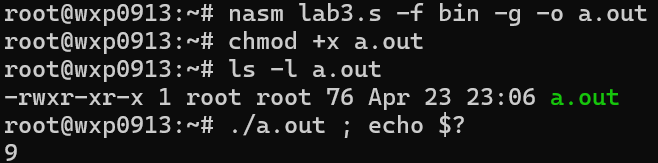 root@wxp0913:~# nasm lab3.s -f bin -g -o a.out
root@wxp0913:~# chmod +x a.out
root@wxp0913:~# ls -l a.out
-rwxr-xr-x 1 root root 76 Apr 23 23:06 a.out
root@wxp0913:~# ./a.out ; echo $?
9